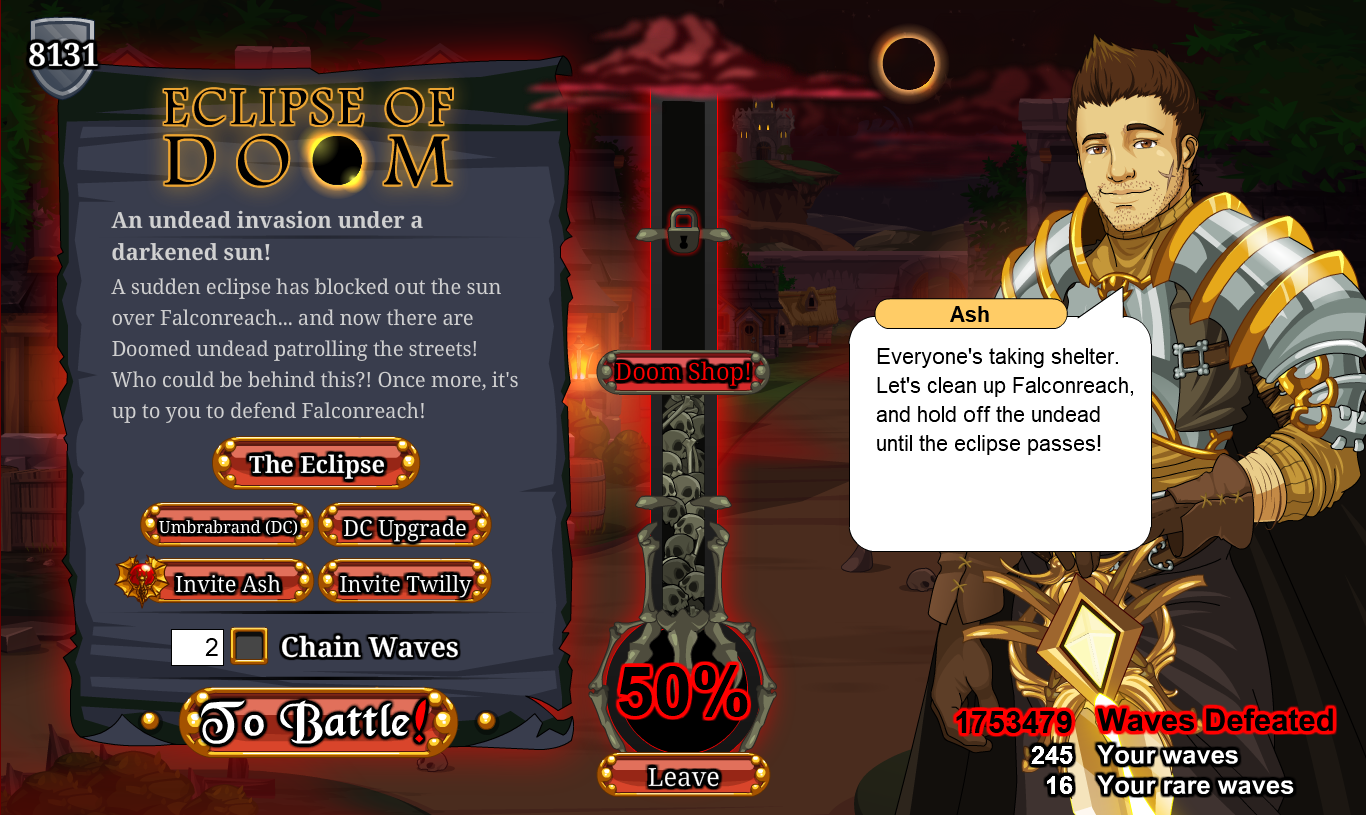 8131
ECLIPSE OF
DOOM
An undead invasion under a
darkened sun!
A sudden eclipse has blocked out the sun
over Falconreach... and now there are
Doomed undead patrolling the streets!
Who could be behind this?! Once more, it's
up to you to defend Falconreach!
The Eclipse
Umbrabrand (DC)
DC Upgrade
Invite Ash
Invite Twilly
2
Chain Waves
To Battle!
Doom Shop!
50%
Leave
Ash
Everyone's taking shelter.
Let's clean up Falconreach,
and hold off the undead
until the eclipse passes!
1753479 Waves Defeated
245 Your waves
16 Your rare waves